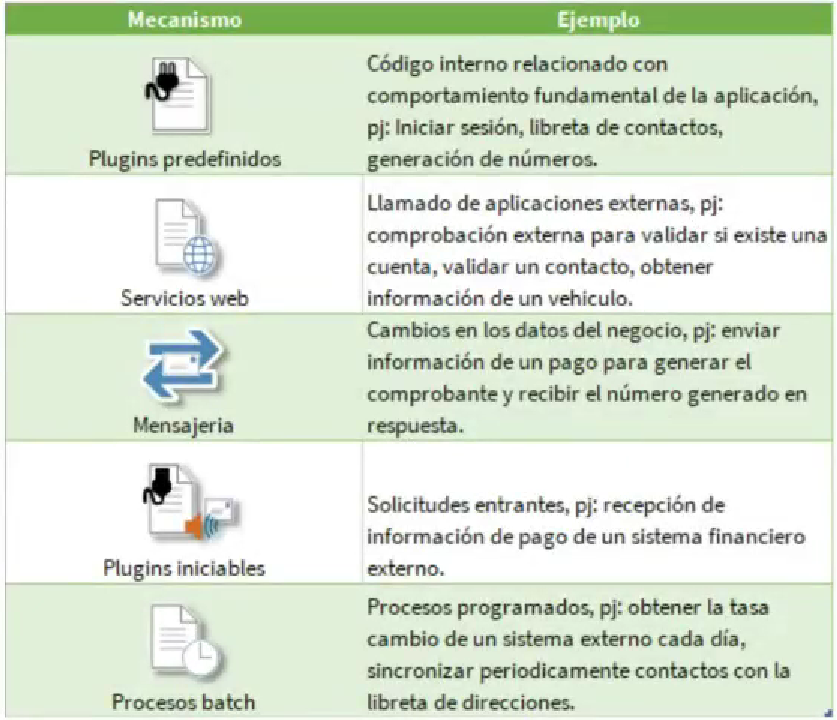 Mecanismo
Ejemplo
Código interno relacionado con
comportamiento fundamental de la aplicación,
pj: Iniciar sesión, libreta de contactos,
generación de números.
Plugins predefinidos
Llamado de aplicaciones externas, pj:
comprobación externa para validar si existe una
cuenta, validar un contacto, obtener
información de un vehículo.
Servicios web
Cambios en los datos del negocio, pj: enviar
información de un pago para generar el
comprobante y recibir el número generado en
respuesta.
Mensajeria
Solicitudes entrantes, pj: recepción de
información de pago de un sistema financiero
externo.
Plugins iniciables
Procesos programados, pj: obtener la tasa
cambio de un sistema externo cada día,
sincronizar periodicamente contactos con la
libreta de direcciones.
Procesos batch